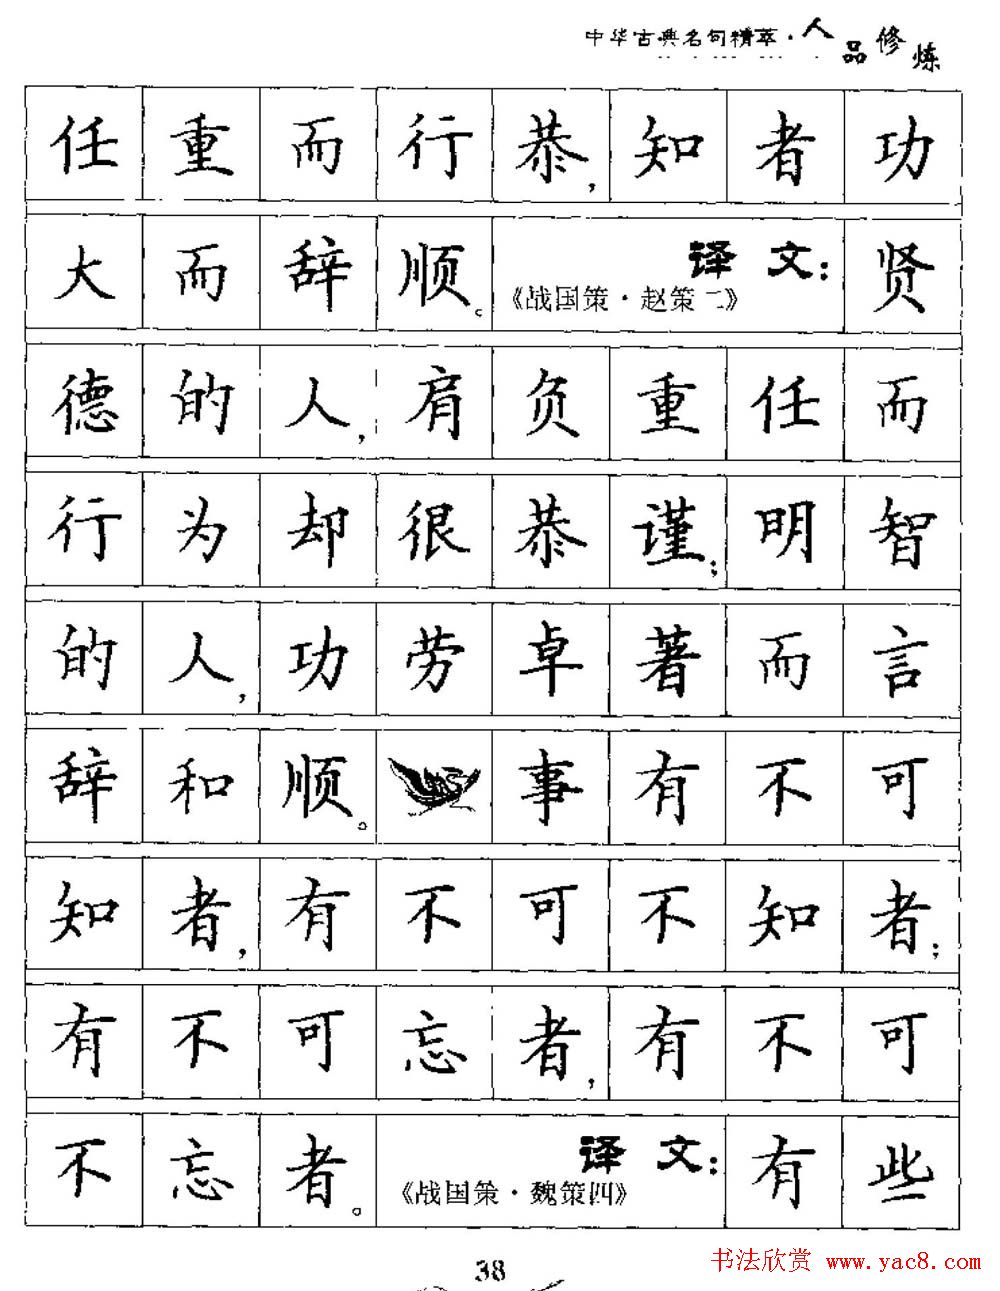 中华古典名句精萃·人品修炼
任重而行恭，知者功
大而辞顺。《战国策·赵策二》译文：贤
德的人，肩负重任而
行为却很恭谨；明智
的人，功劳卓著而言
辞和顺。事有不可
知者，有不可不知者；
有不可忘者，有不可
不忘者。《战国策·魏策四》译文：有些
38
书法欣赏 www.yac8.com